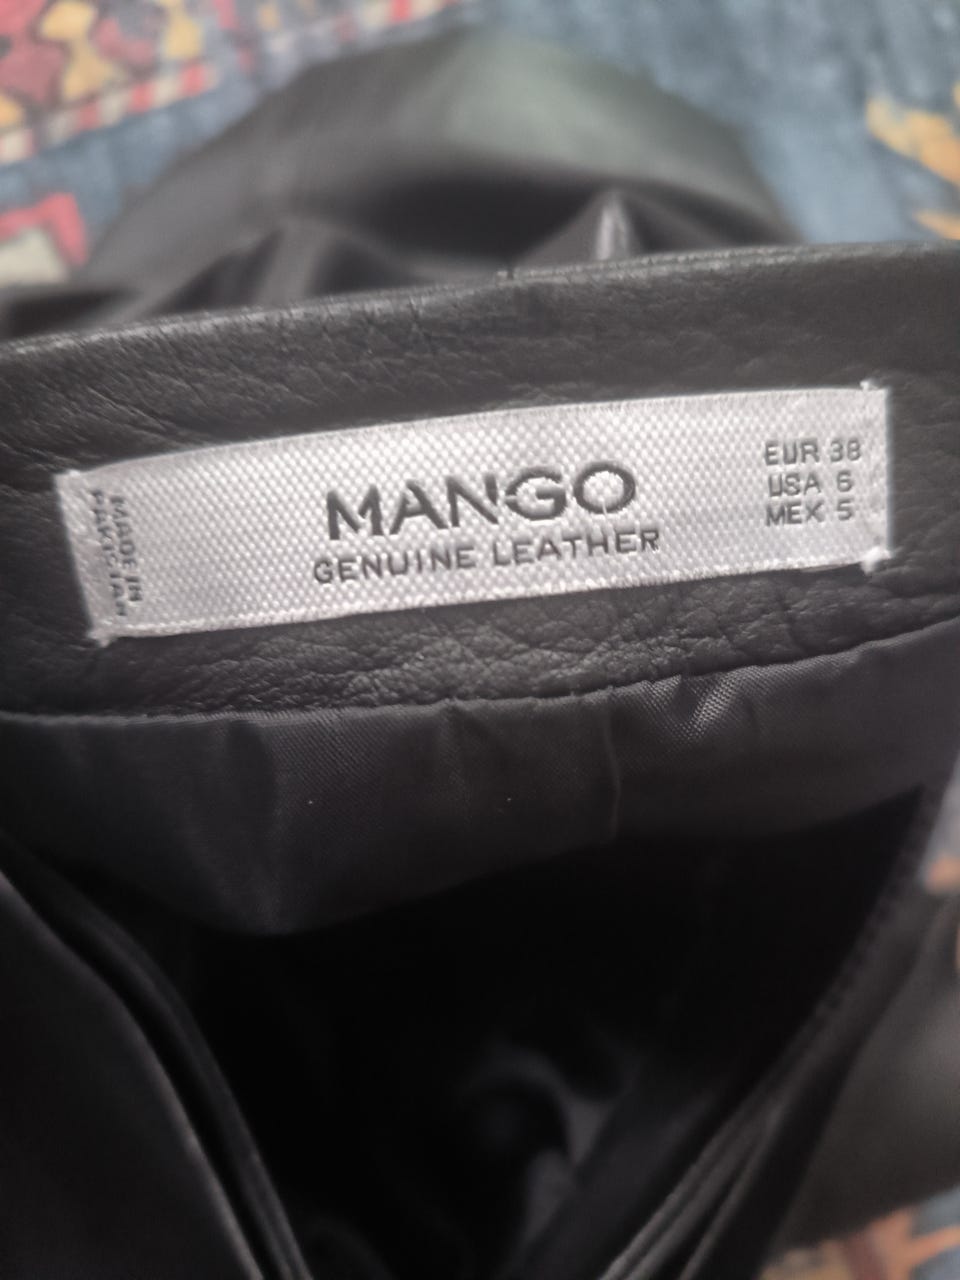 MADE IN
PAKISTAN
MANGO
GENUINE LEATHER
EUR 38
USA 6
MEX 5